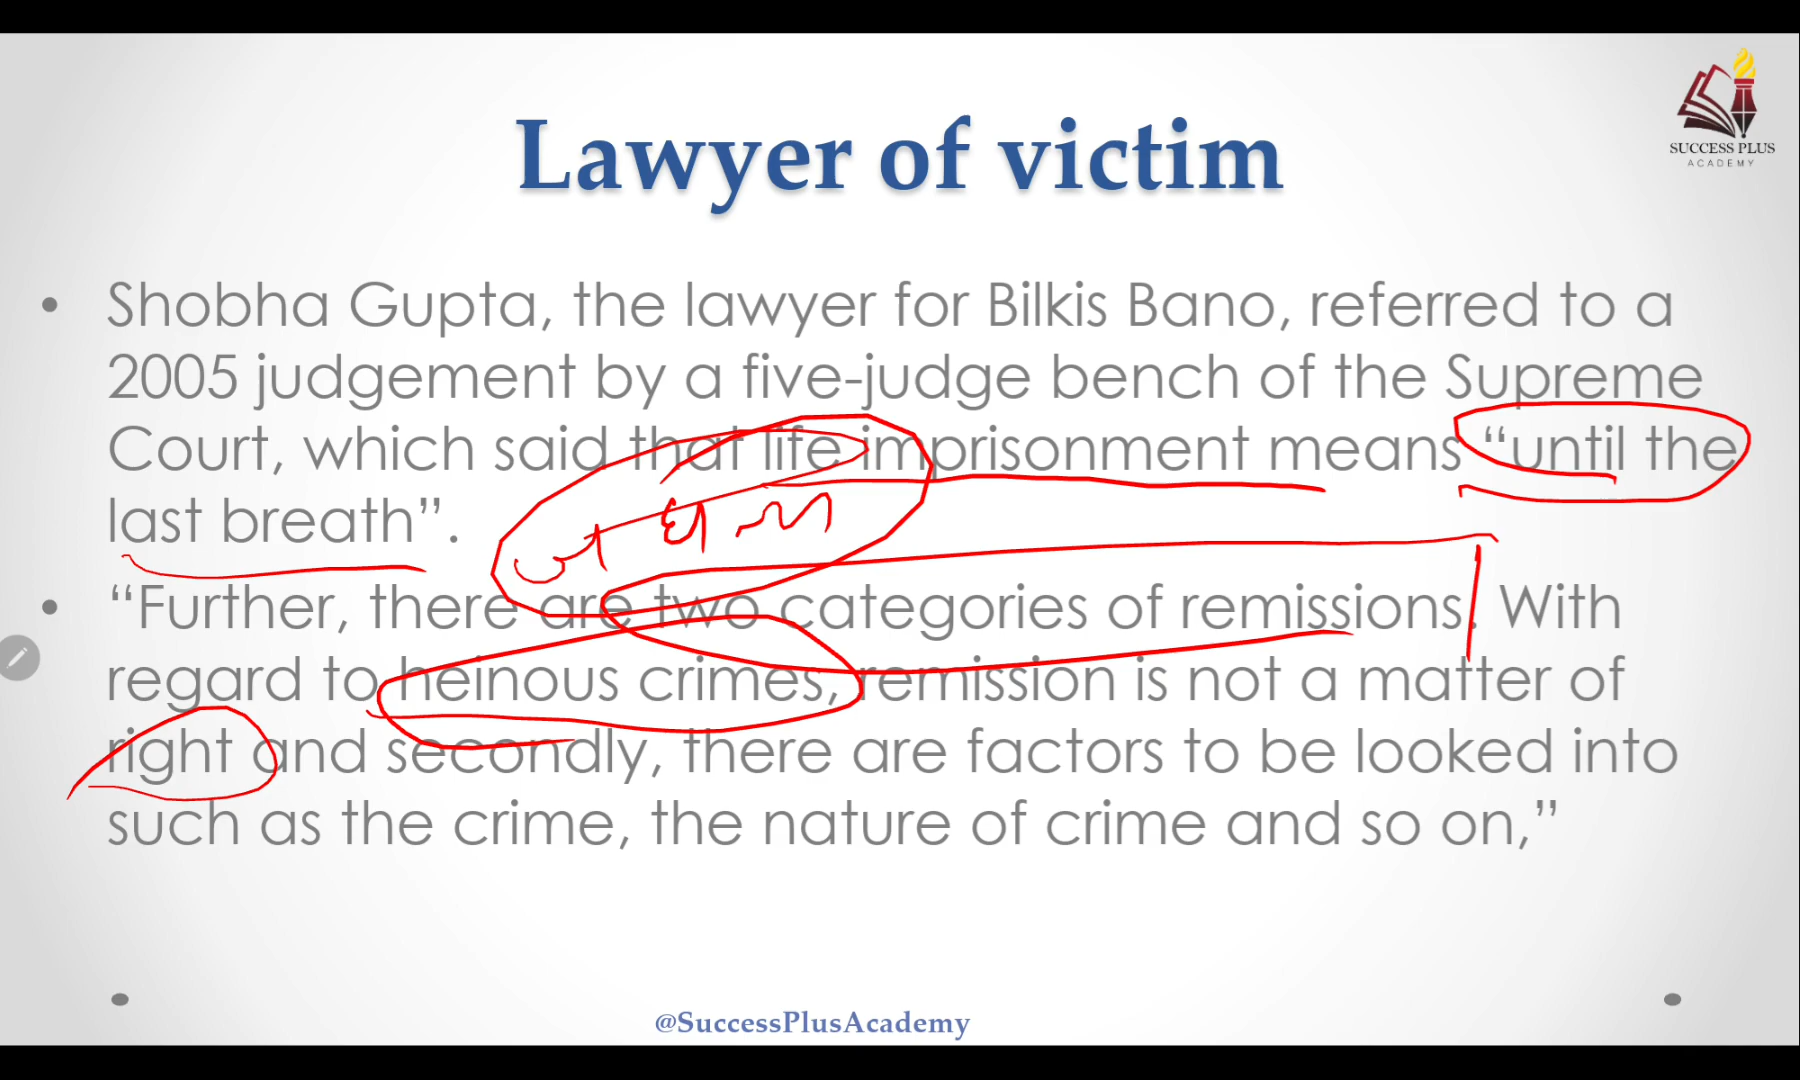 SUCCESS PLUS
ACADEMY
Lawyer of victim
• Shobha Gupta, the lawyer for Bilkis Bano, referred to a
2005 judgement by a five-judge bench of the Supreme
Court, which said that life imprisonment means “until the
last breath”.
• “Further, there are two categories of remissions. With
regard to heinous crimes, remission is not a matter of
right and secondly, there are factors to be looked into
such as the crime, the nature of crime and so on,”
@SuccessPlusAcademy